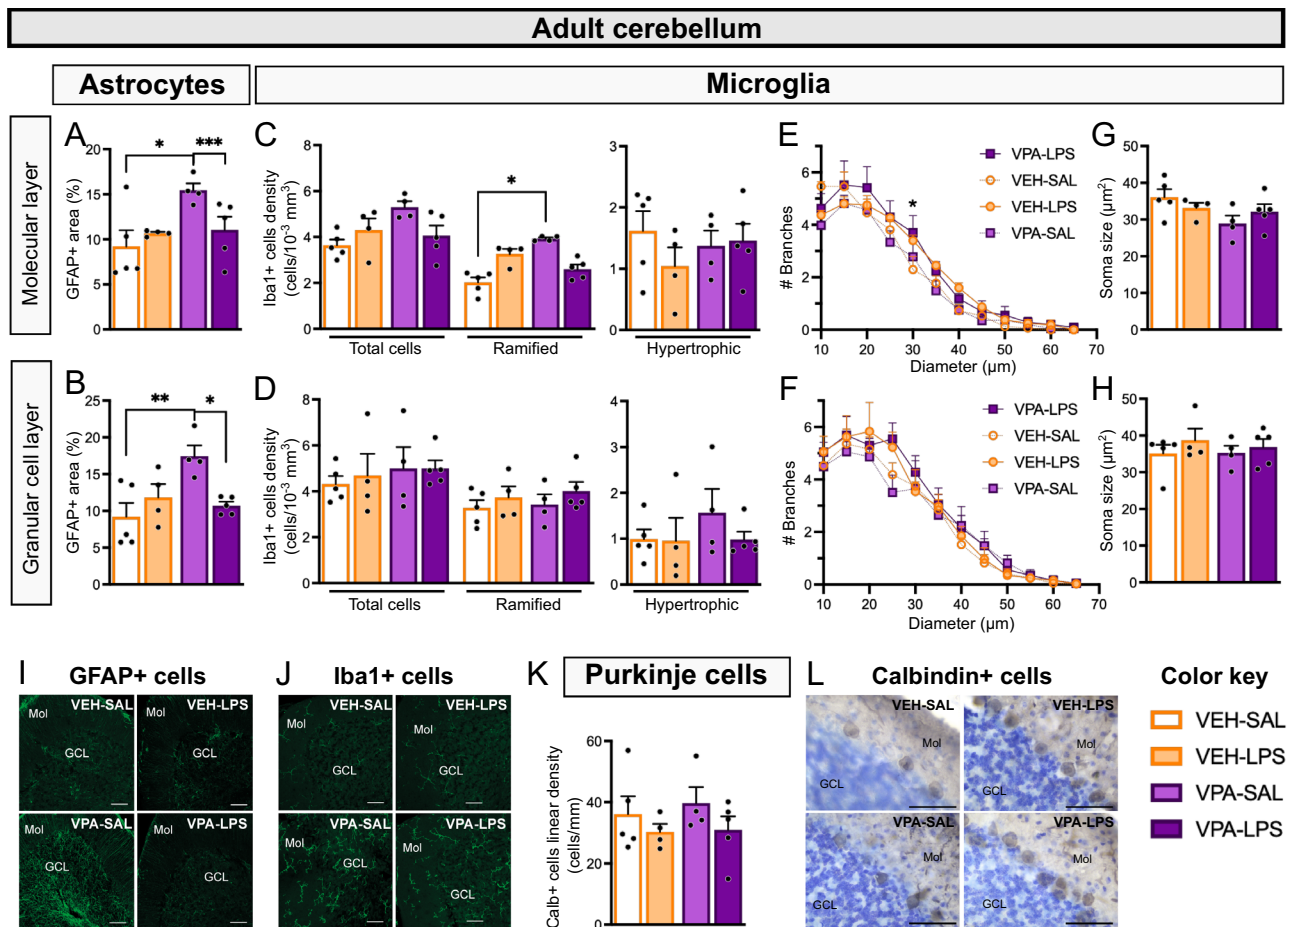 Adult cerebellum
Astrocytes
Microglia
Molecular layer
Granular cell layer
A
GFAP+ area (%)
20
15
10
5
0
*
***
C
Iba1+ cells density
(cells/10⁻³ mm³)
8
6
4
2
0
*
Total cells
Ramified
3
2
1
0
Hypertrophic
E
# Branches
6
4
2
0
*
VPA-LPS
VEH-SAL
VEH-LPS
VPA-SAL
10 20 30 40 50 60 70
Diameter (µm)
G
Soma size (µm²)
50
40
30
20
10
0
B
GFAP+ area (%)
25
20
15
10
5
0
**
*
D
Iba1+ cells density
(cells/10⁻³ mm³)
8
6
4
2
0
Total cells
Ramified
4
3
2
1
0
Hypertrophic
F
# Branches
6
4
2
0
VPA-LPS
VEH-SAL
VEH-LPS
VPA-SAL
10 20 30 40 50 60 70
Diameter (µm)
H
Soma size (µm²)
50
40
30
20
10
0
I
GFAP+ cells
VEH-SAL
Mol
GCL
VEH-LPS
Mol
GCL
VPA-SAL
Mol
GCL
VPA-LPS
Mol
GCL
J
Iba1+ cells
VEH-SAL
Mol
GCL
VEH-LPS
Mol
GCL
VPA-SAL
Mol
GCL
VPA-LPS
Mol
GCL
K
Purkinje cells
Calb+ cells linear density
(cells/mm)
60
40
20
0
L
Calbindin+ cells
VEH-SAL
Mol
GCL
VEH-LPS
Mol
GCL
VPA-SAL
Mol
GCL
VPA-LPS
Mol
GCL
Color key
VEH-SAL
VEH-LPS
VPA-SAL
VPA-LPS